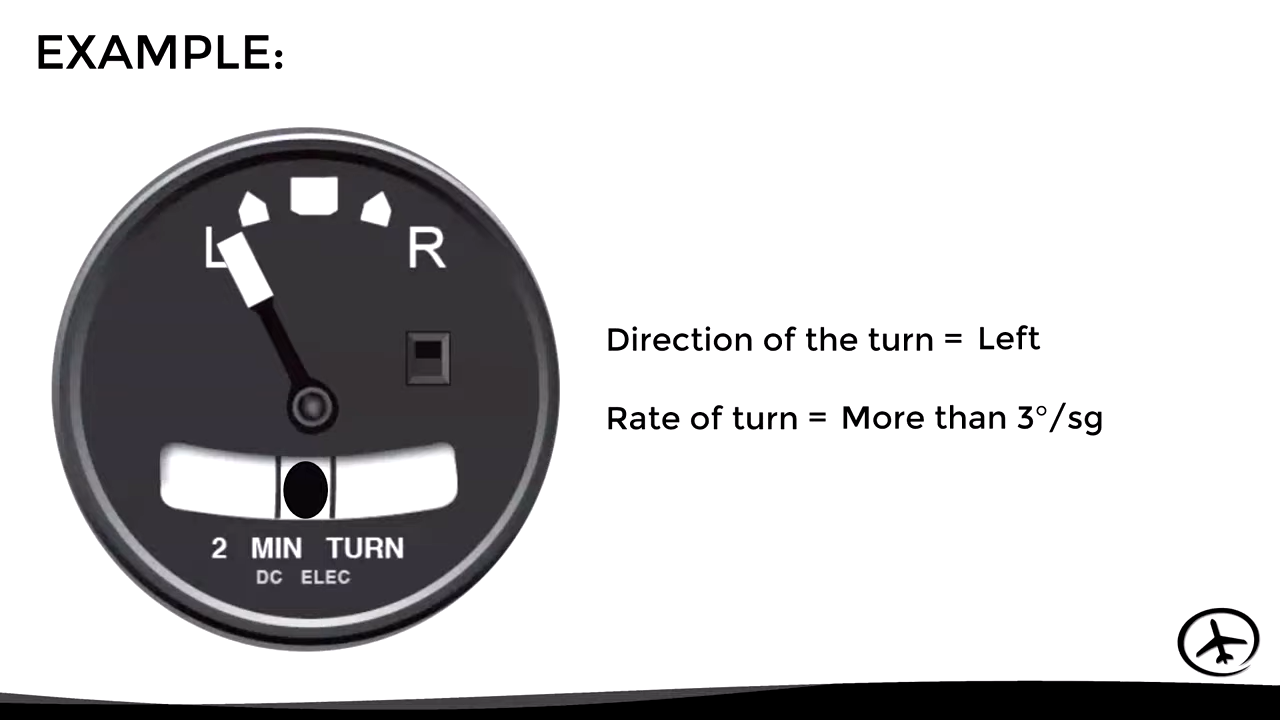 EXAMPLE:
L R
2 MIN TURN
DC ELEC
Direction of the turn = Left
Rate of turn = More than 3°/sg